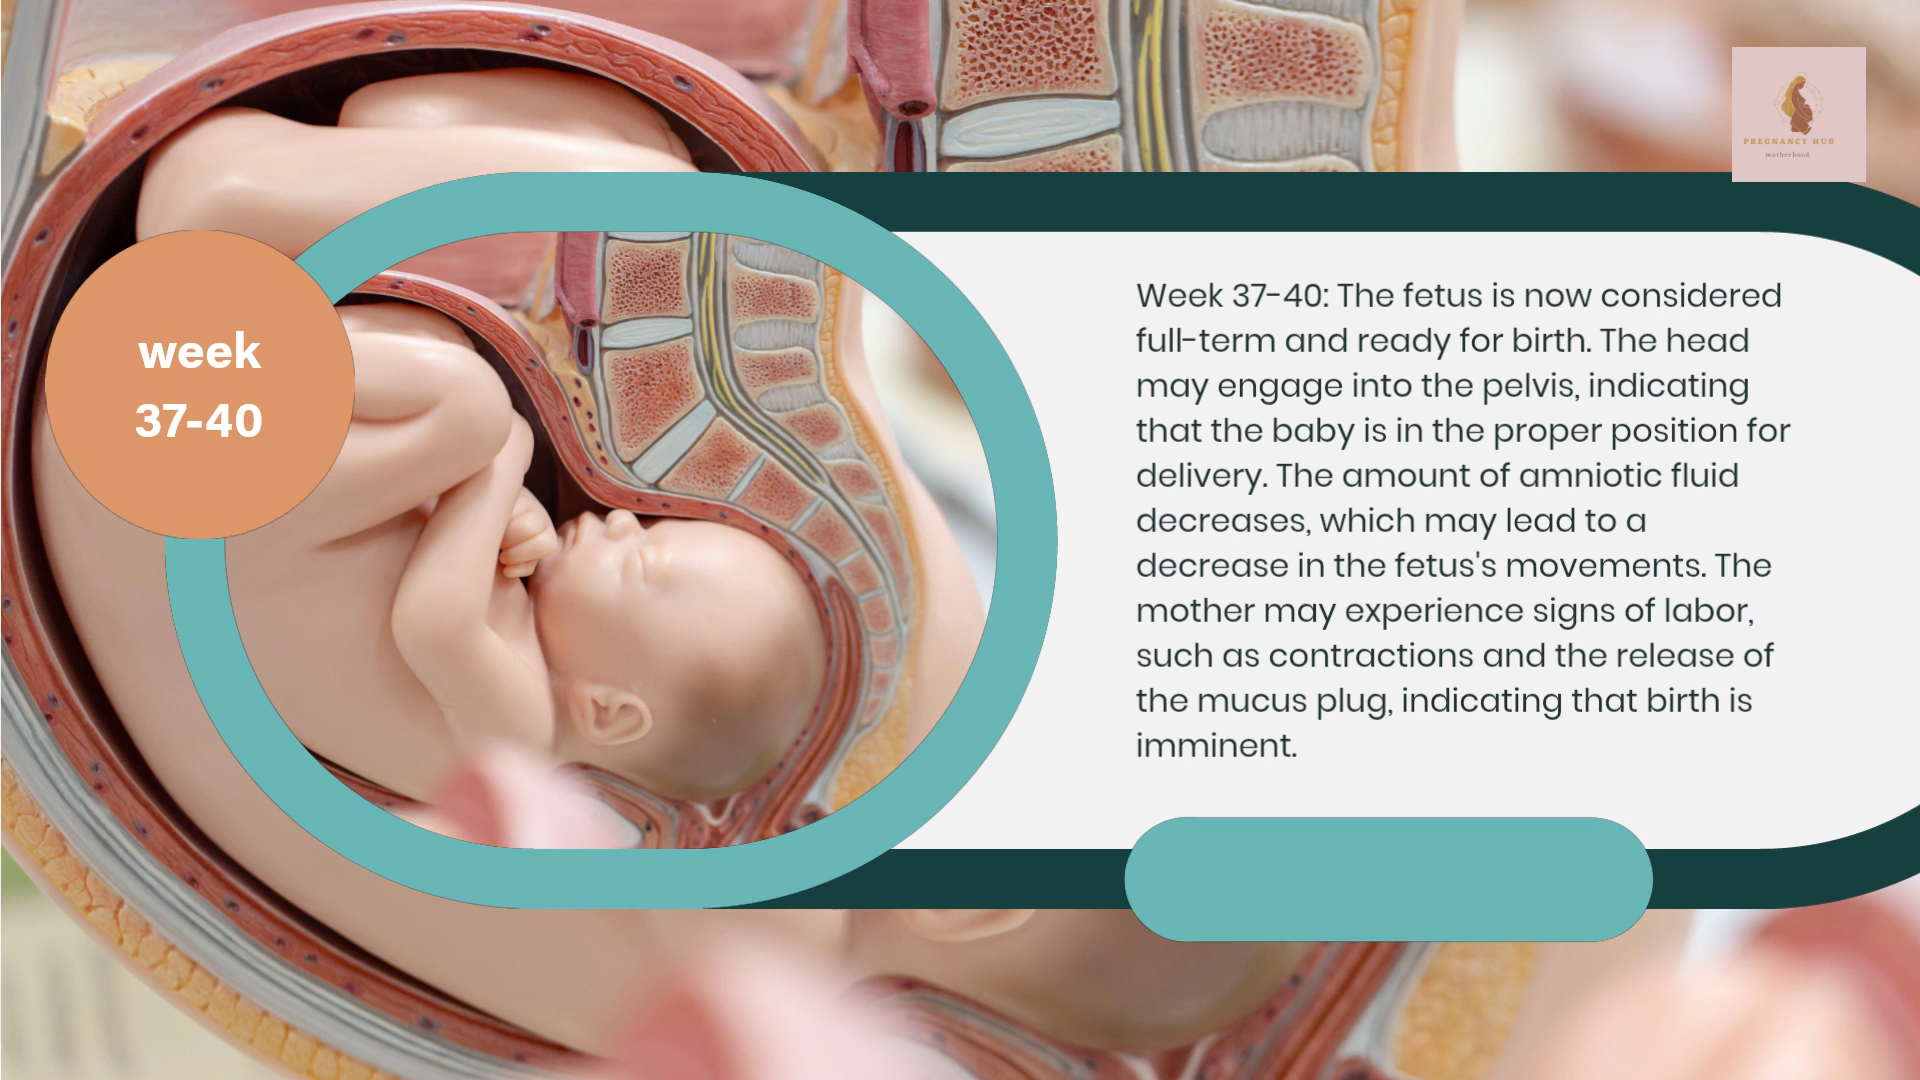 PREGNANCY HUB
motherhood
week
37-40
Week 37-40: The fetus is now considered
full-term and ready for birth. The head
may engage into the pelvis, indicating
that the baby is in the proper position for
delivery. The amount of amniotic fluid
decreases, which may lead to a
decrease in the fetus's movements. The
mother may experience signs of labor,
such as contractions and the release of
the mucus plug, indicating that birth is
imminent.